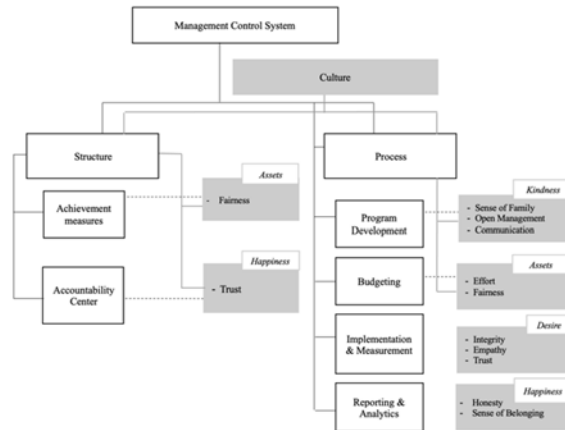 Management Control System
Culture
Structure
Process
Assets
- Fairness
Achievement
measures
Happiness
- Trust
Accountability
Center
Kindness
- Sense of Family
- Open Management
- Communication
Program
Development
Assets
- Effort
- Fairness
Budgeting
Desire
- Integrity
- Empathy
- Trust
Implementation
& Measurement
Happiness
- Honesty
- Sense of Belonging
Reporting &
Analytics